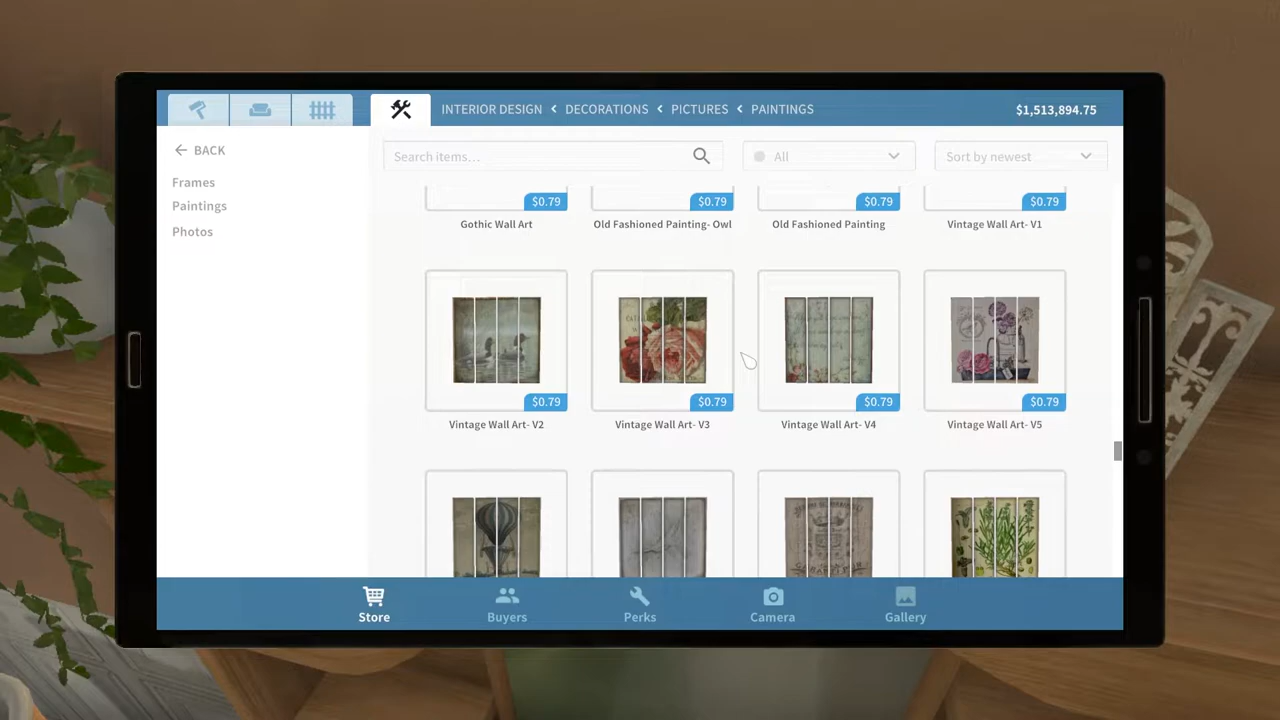 INTERIOR DESIGN < DECORATIONS < PICTURES < PAINTINGS
$1,513,894.75
BACK
Search items...
All
Sort by newest
Frames
Paintings
Photos
$0.79
$0.79
$0.79
$0.79
Gothic Wall Art
Old Fashioned Painting- Owl
Old Fashioned Painting
Vintage Wall Art- V1
$0.79
$0.79
$0.79
$0.79
Vintage Wall Art- V2
Vintage Wall Art- V3
Vintage Wall Art- V4
Vintage Wall Art- V5
Store
Buyers
Perks
Camera
Gallery